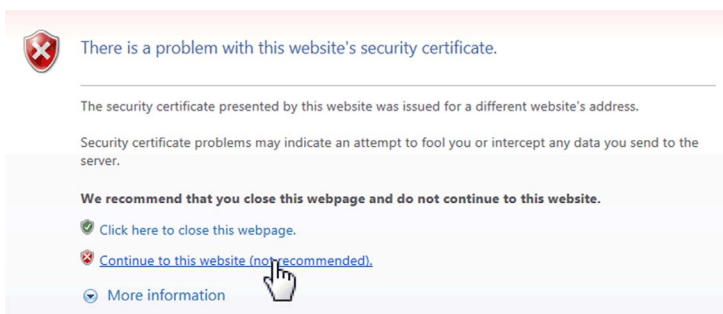 There is a problem with this website's security certificate.
The security certificate presented by this website was issued for a different website's address.
Security certificate problems may indicate an attempt to fool you or intercept any data you send to the
server.
We recommend that you close this webpage and do not continue to this website.
Click here to close this webpage.
Continue to this website (not recommended).
More information